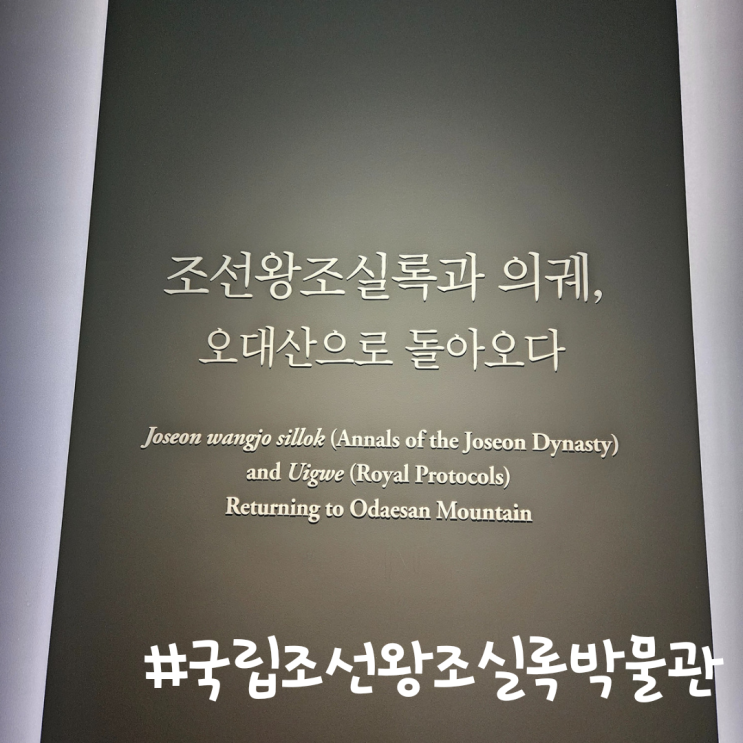 조선왕조실록과 의궤,
오대산으로 돌아오다
Joseon wangjo sillok (Annals of the Joseon Dynasty)
and Uigwe (Royal Protocols)
Returning to Odaesan Mountain
#국립조선왕조실록박물관